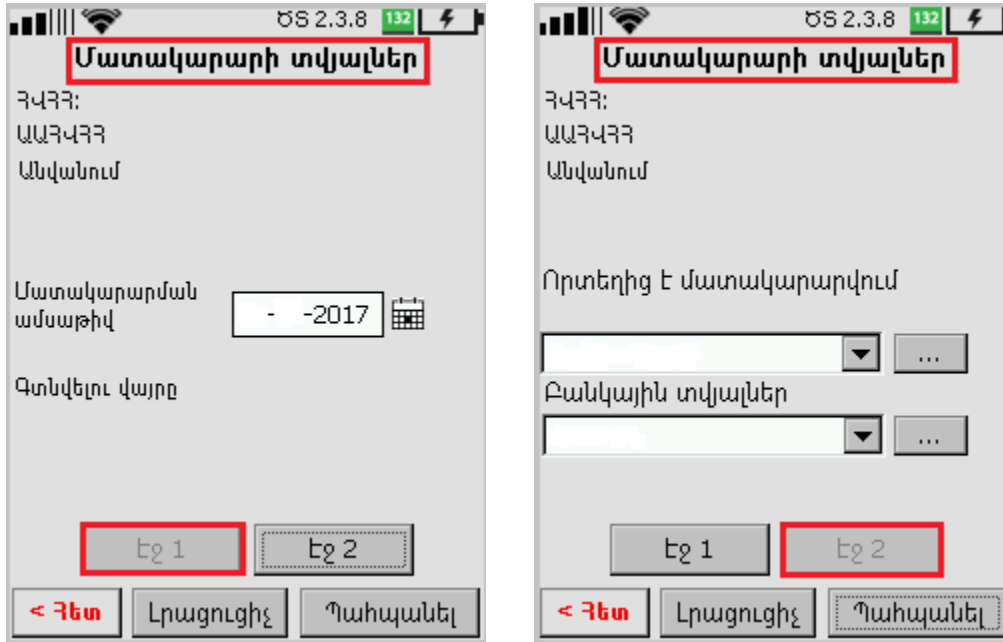 ԾՏ 2.3.8 132
Մատակարարի տվյալներ
ՀՎՀՀ:
ԱԱՀՎՀՀ
Անվանում
Մատակարարման
ամսաթիվ
- -2017
Գտնվելու վայրը
Էջ 1 Էջ 2
< Հետ Լրացուցիչ Պահպանել
ԾՏ 2.3.8 132
Մատակարարի տվյալներ
ՀՎՀՀ:
ԱԱՀՎՀՀ
Անվանում
Որտեղից է մատակարարվում
...
Բանկային տվյալներ
...
Էջ 1 Էջ 2
< Հետ Լրացուցիչ Պահպանել